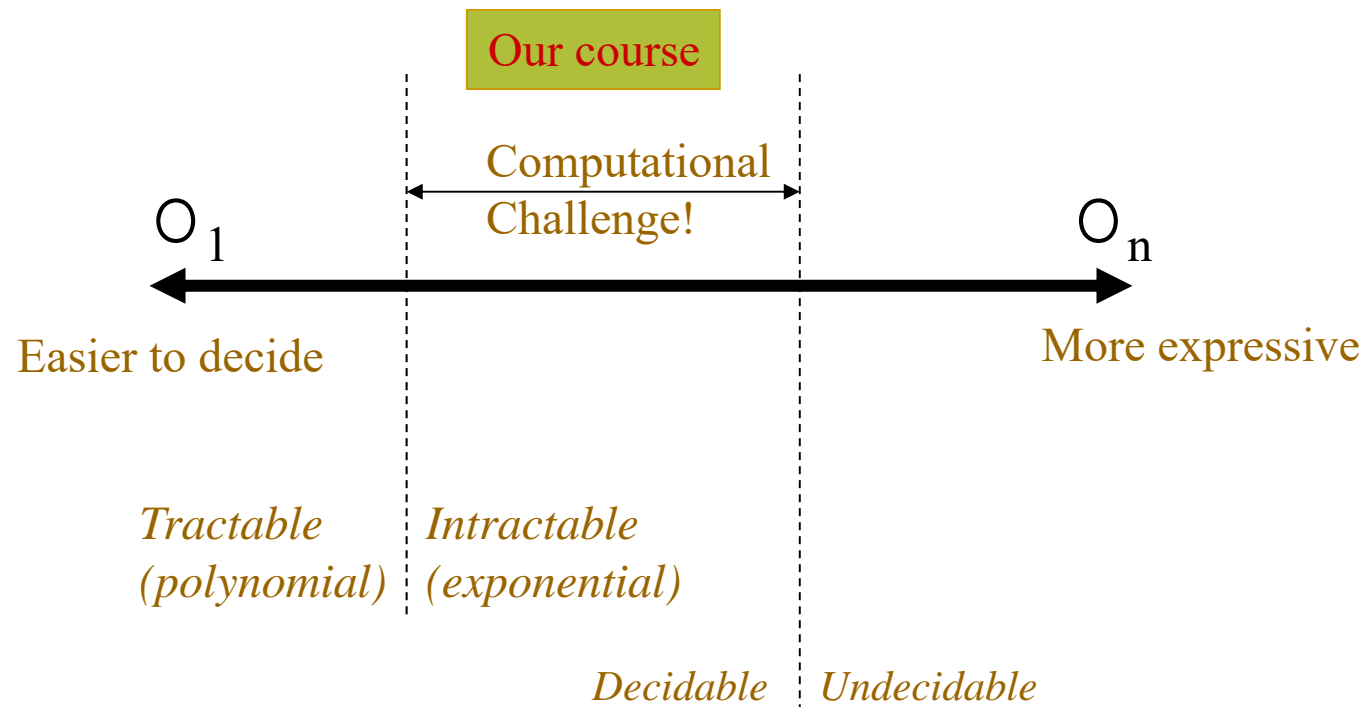 Our course
Computational
Challenge!
O1
On
Easier to decide
More expressive
Tractable
(polynomial)
Intractable
(exponential)
Decidable
Undecidable